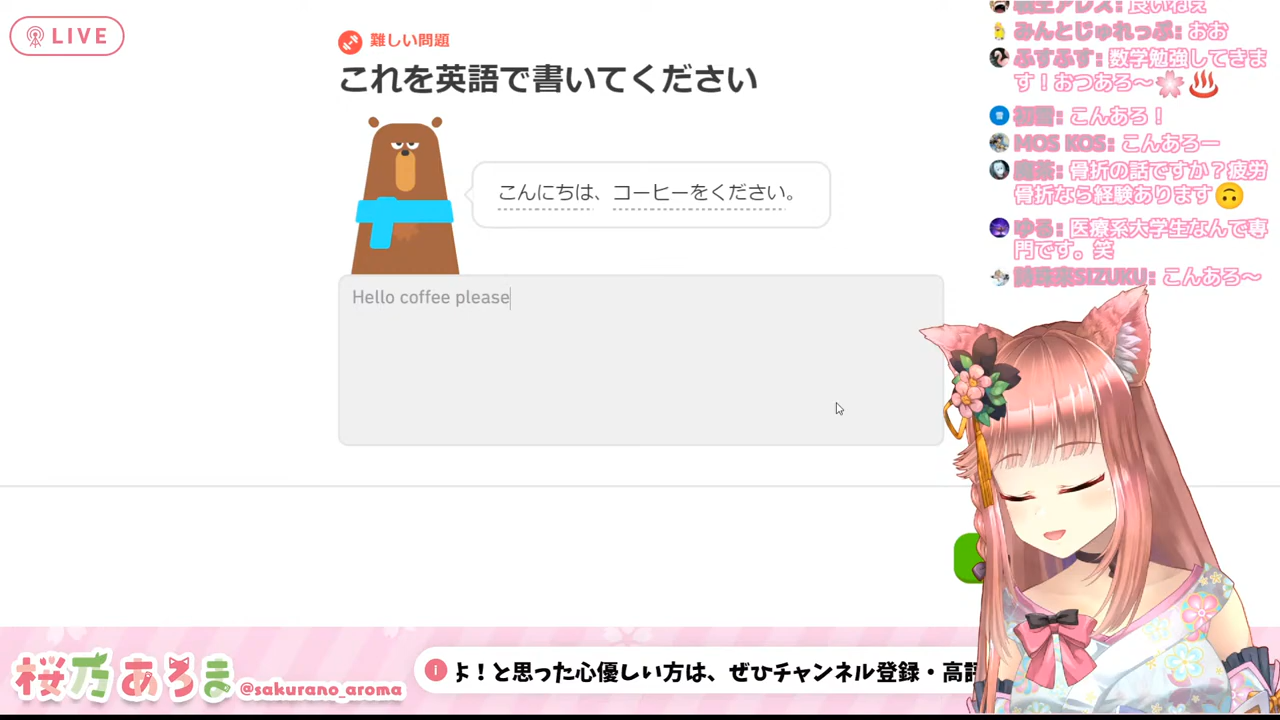 LIVE
難しい問題
これを英語で書いてください
こんにちは、コーヒーをください。
Hello coffee please
良いねぇ
みんとじゅれっぷ: おお
ふすふす: 数学勉強してきま
す！おつあろ〜🌸♨️
こんあろ！
MOS KOS: こんあろー
骨折の話ですか？疲労
骨折なら経験あります🙃
ゆる: 医療系大学生なんで専
門です。笑
SIZUKU: こんあろ〜
桜乃あろま
@sakurano_aroma
よ！と思った心優しい方は、ぜひチャンネル登録・高評